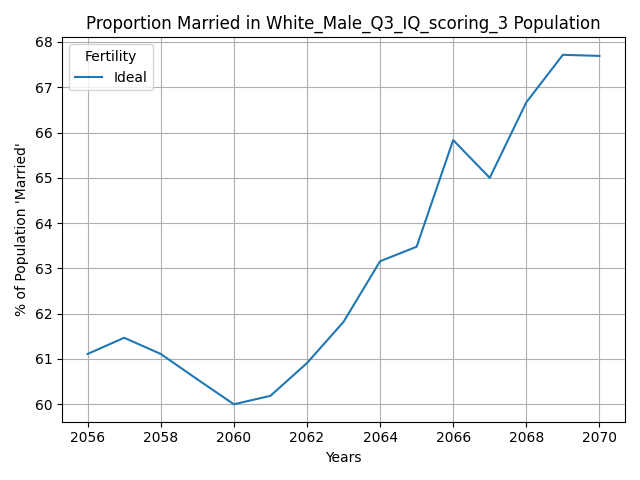 Proportion Married in White_Male_Q3_IQ_scoring_3 Population
% of Population 'Married'
68
67
66
65
64
63
62
61
60
Fertility
Ideal
2056 2058 2060 2062 2064 2066 2068 2070
Years